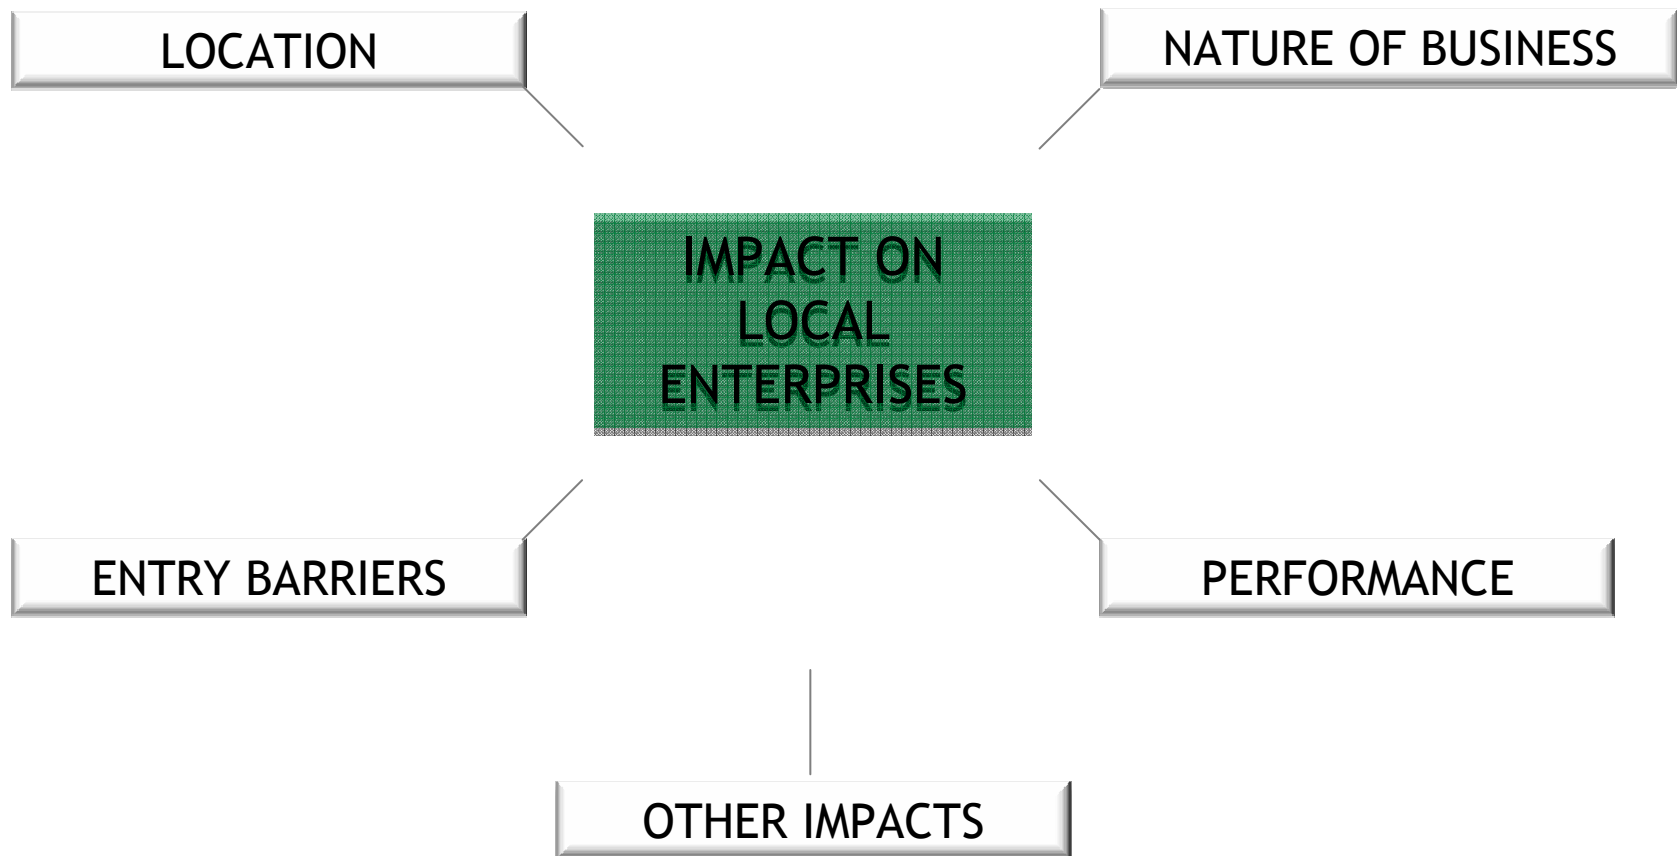 LOCATION
NATURE OF BUSINESS
IMPACT ON
LOCAL
ENTERPRISES
ENTRY BARRIERS
PERFORMANCE
OTHER IMPACTS